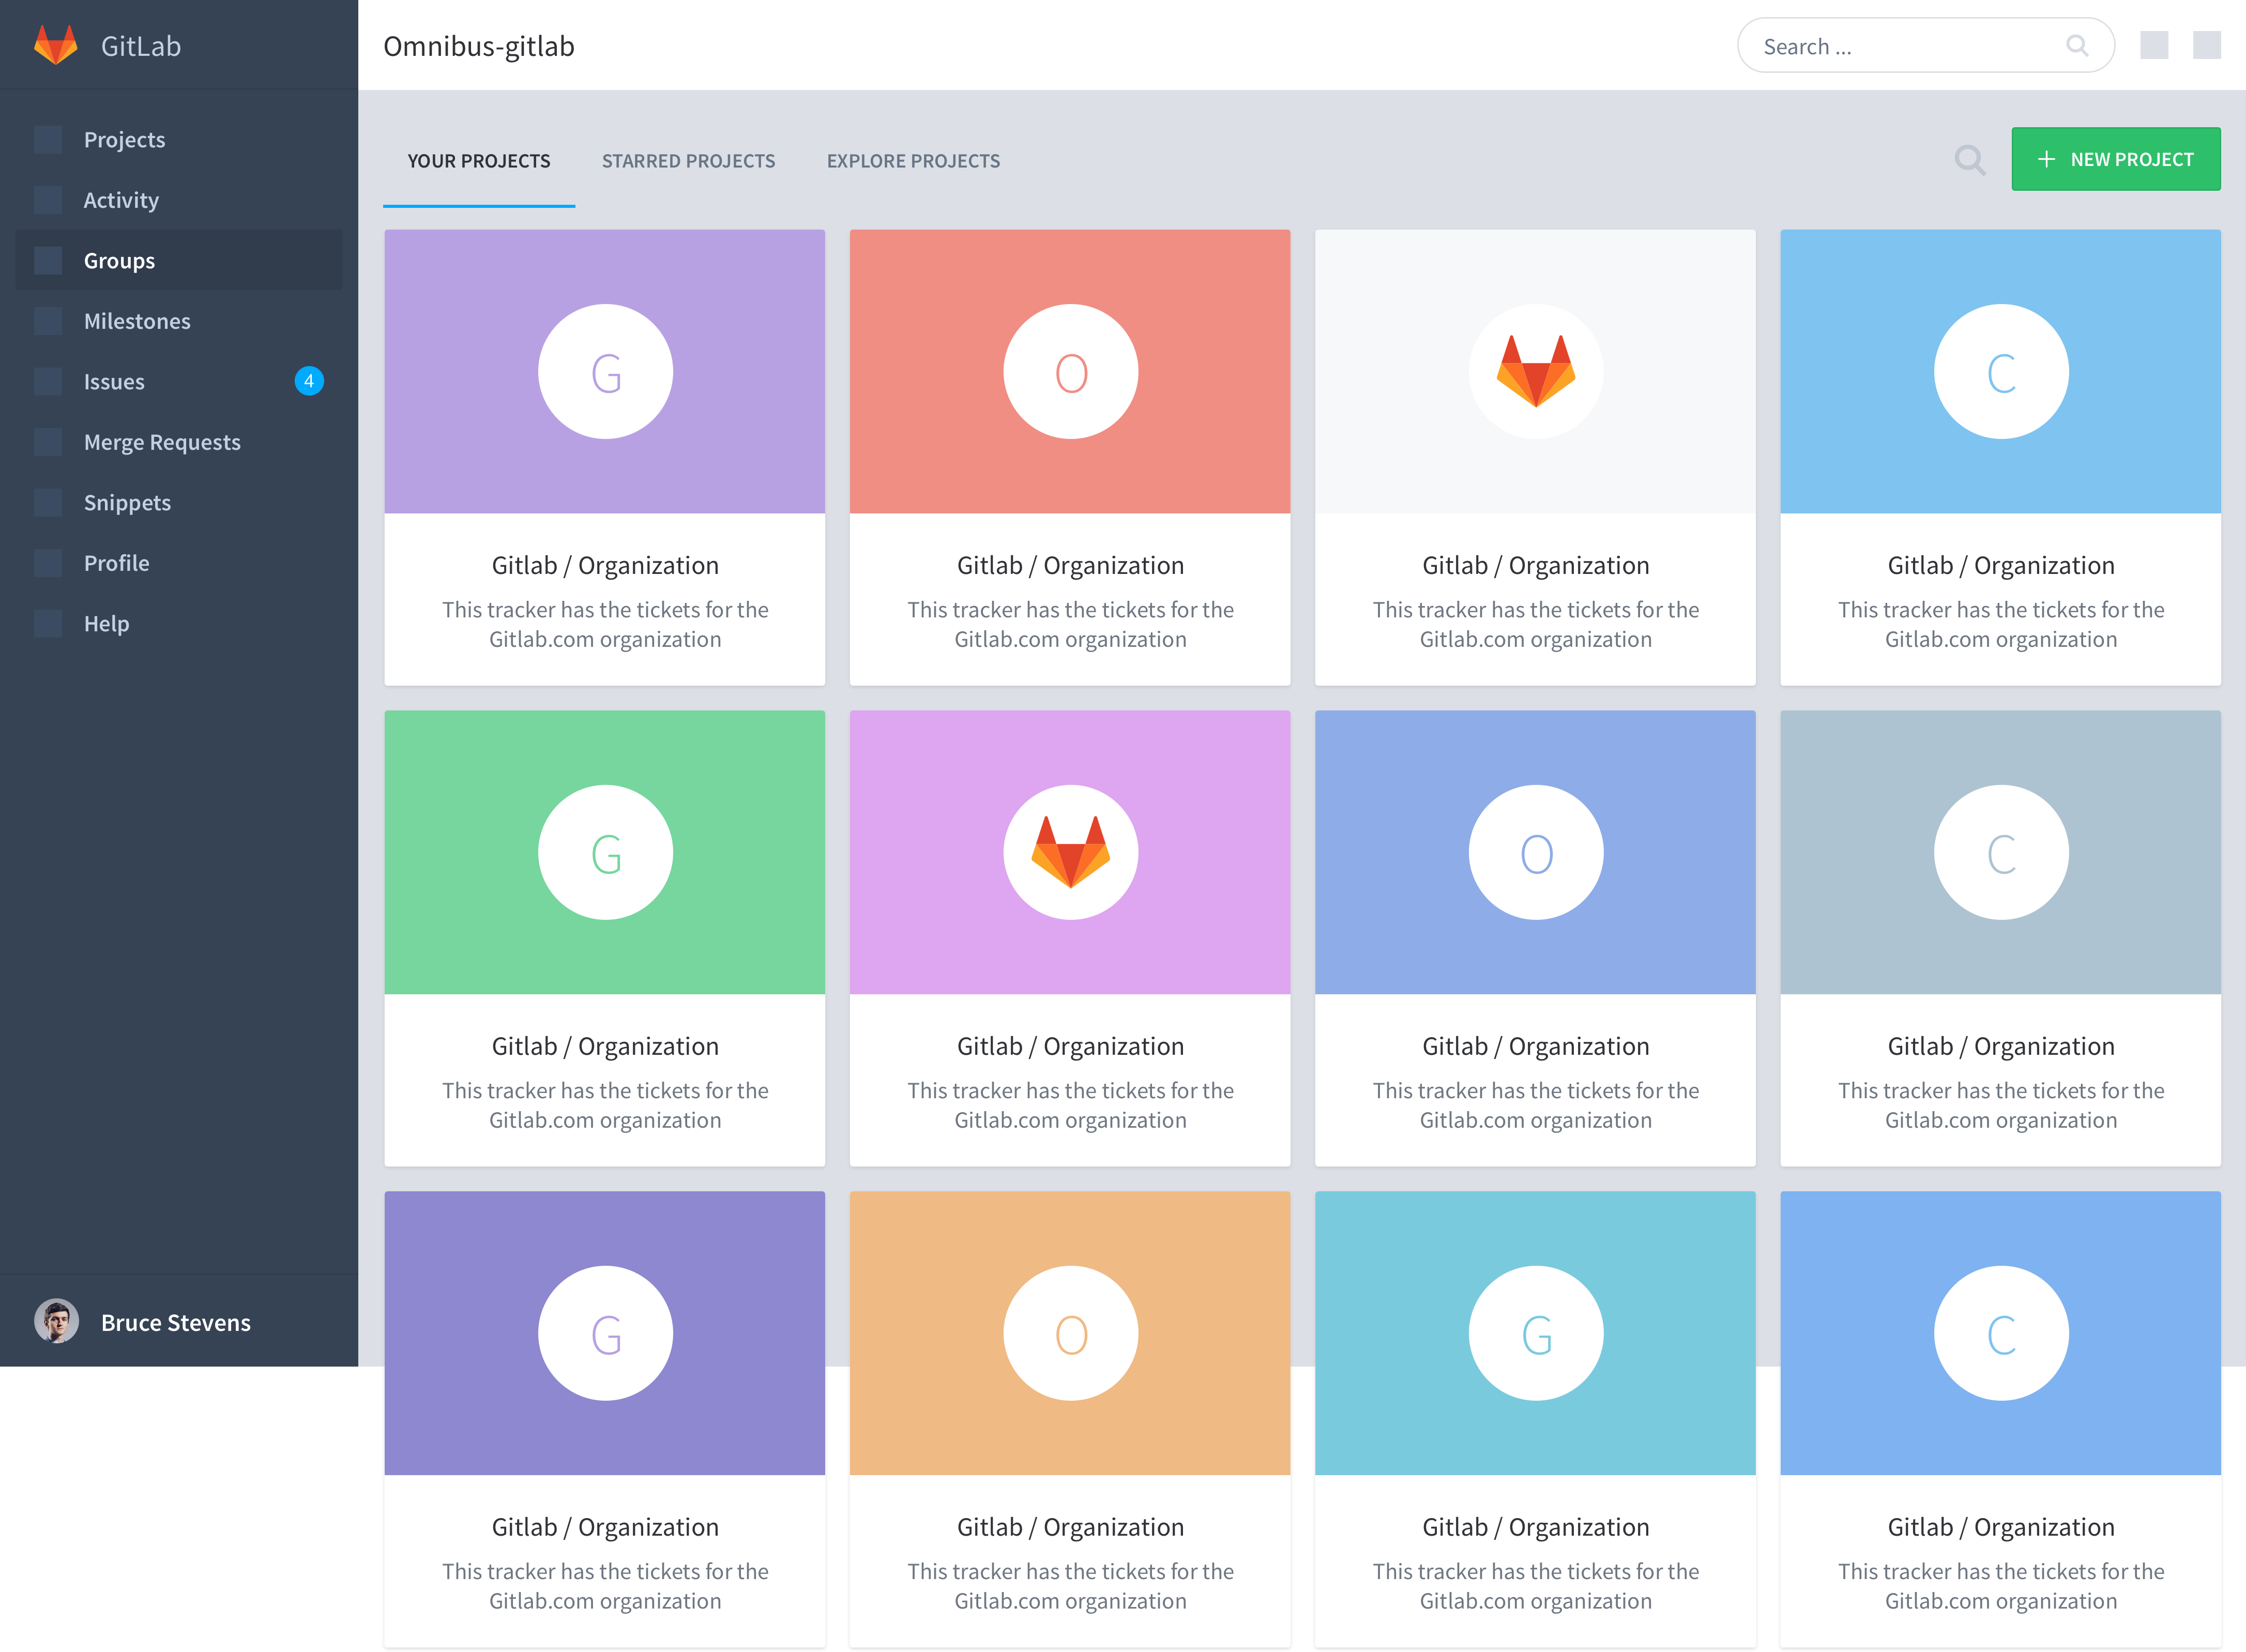 GitLab
Omnibus-gitlab
Search ...
Projects
Activity
Groups
Milestones
Issues
4
Merge Requests
Snippets
Profile
Help
Bruce Stevens
YOUR PROJECTS
STARRED PROJECTS
EXPLORE PROJECTS
+ NEW PROJECT
G
Gitlab / Organization
This tracker has the tickets for the
Gitlab.com organization
O
Gitlab / Organization
This tracker has the tickets for the
Gitlab.com organization
Gitlab / Organization
This tracker has the tickets for the
Gitlab.com organization
C
Gitlab / Organization
This tracker has the tickets for the
Gitlab.com organization
G
Gitlab / Organization
This tracker has the tickets for the
Gitlab.com organization
Gitlab / Organization
This tracker has the tickets for the
Gitlab.com organization
O
Gitlab / Organization
This tracker has the tickets for the
Gitlab.com organization
C
Gitlab / Organization
This tracker has the tickets for the
Gitlab.com organization
G
Gitlab / Organization
This tracker has the tickets for the
Gitlab.com organization
O
Gitlab / Organization
This tracker has the tickets for the
Gitlab.com organization
G
Gitlab / Organization
This tracker has the tickets for the
Gitlab.com organization
C
Gitlab / Organization
This tracker has the tickets for the
Gitlab.com organization